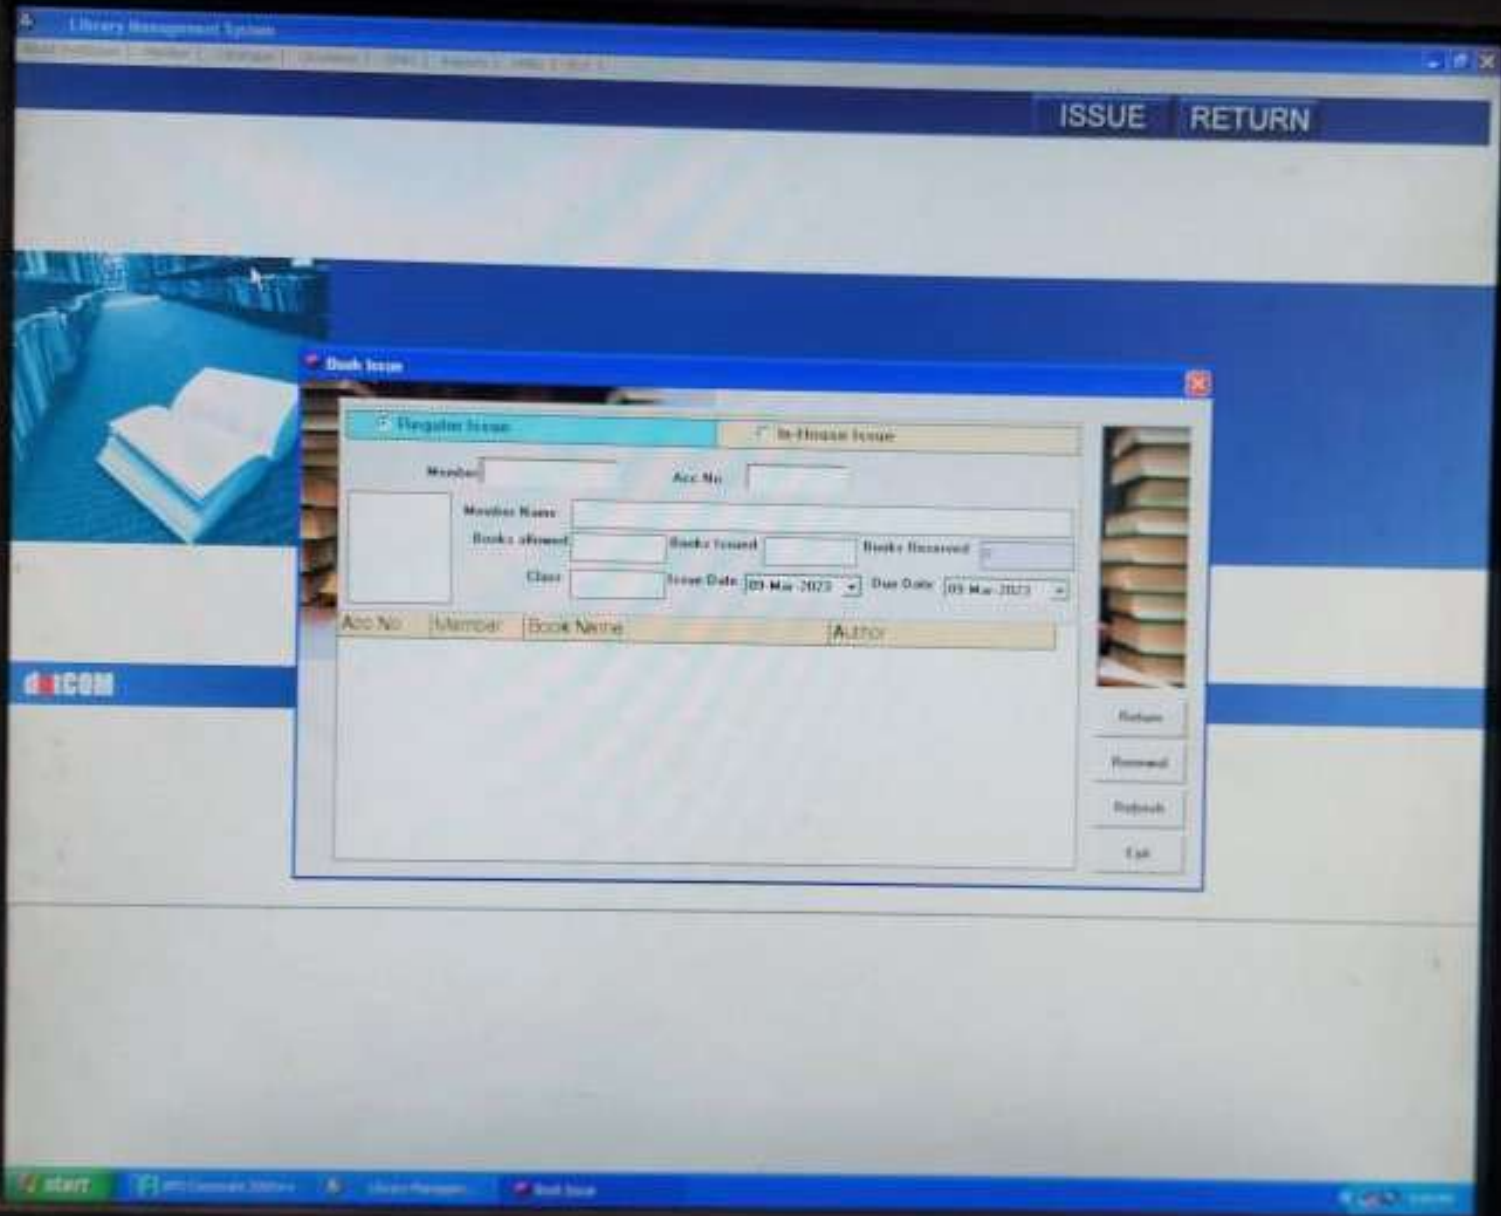 Library Management System
ISSUE RETURN
Book Issue
Regular Issue In-House Issue
Member Acc.No
Member Name
Books allowed Books Issued Books Reserved
Class Issue Date 09-Mar-2023 Due Date 09-Mar-2023
Acc No Member Book Name Author
dotCOM
Return
Renewal
Refresh
Exit
start Book Issue